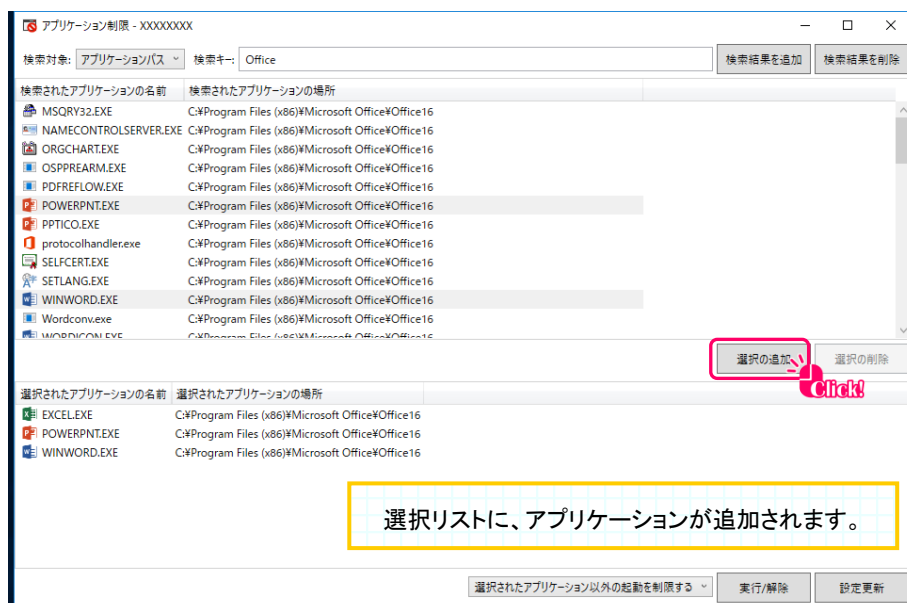 アプリケーション制限 - XXXXXXXX
検索対象: アプリケーションパス 検索キー: Office 検索結果を追加 検索結果を削除
検索されたアプリケーションの名前 検索されたアプリケーションの場所
MSQRY32.EXE C:¥Program Files (x86)¥Microsoft Office¥Office16
NAMECONTROLSERVER.EXE C:¥Program Files (x86)¥Microsoft Office¥Office16
ORGCHART.EXE C:¥Program Files (x86)¥Microsoft Office¥Office16
OSPPREARM.EXE C:¥Program Files (x86)¥Microsoft Office¥Office16
PDFREFLOW.EXE C:¥Program Files (x86)¥Microsoft Office¥Office16
POWERPNT.EXE C:¥Program Files (x86)¥Microsoft Office¥Office16
PPTICO.EXE C:¥Program Files (x86)¥Microsoft Office¥Office16
protocolhandler.exe C:¥Program Files (x86)¥Microsoft Office¥Office16
SELFCERT.EXE C:¥Program Files (x86)¥Microsoft Office¥Office16
SETLANG.EXE C:¥Program Files (x86)¥Microsoft Office¥Office16
WINWORD.EXE C:¥Program Files (x86)¥Microsoft Office¥Office16
Wordconv.exe C:¥Program Files (x86)¥Microsoft Office¥Office16
WORDICON.EXE C:¥Program Files (x86)¥Microsoft Office¥Office16
選択の追加 選択の削除
Click!
選択されたアプリケーションの名前 選択されたアプリケーションの場所
EXCEL.EXE C:¥Program Files (x86)¥Microsoft Office¥Office16
POWERPNT.EXE C:¥Program Files (x86)¥Microsoft Office¥Office16
WINWORD.EXE C:¥Program Files (x86)¥Microsoft Office¥Office16
選択リストに、アプリケーションが追加されます。
選択されたアプリケーション以外の起動を制限する 実行/解除 設定更新